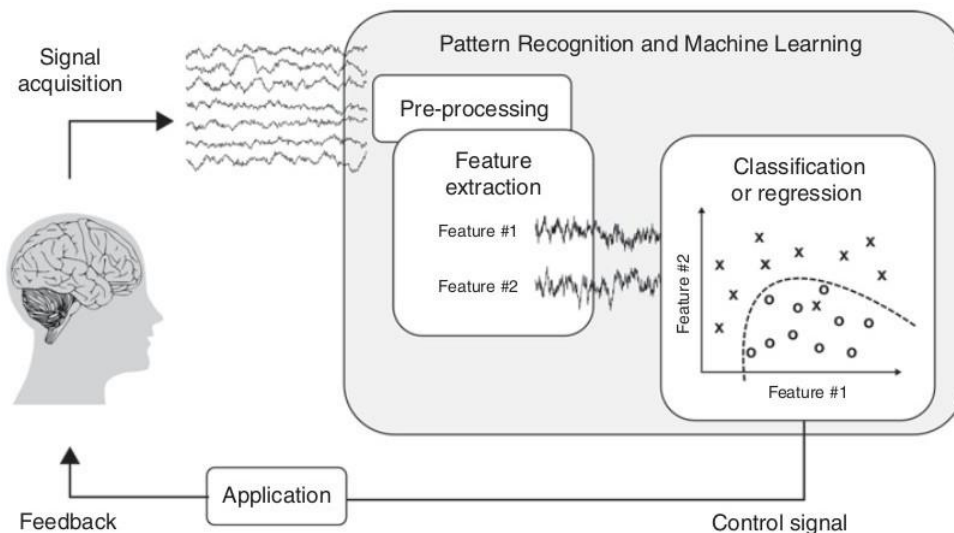 Signal
acquisition
Pattern Recognition and Machine Learning
Pre-processing
Feature
extraction
Feature #1
Feature #2
Classification
or regression
Feature #2
x x x x x x x x x x x
o o o o o o o o o o
Feature #1
Application
Feedback
Control signal